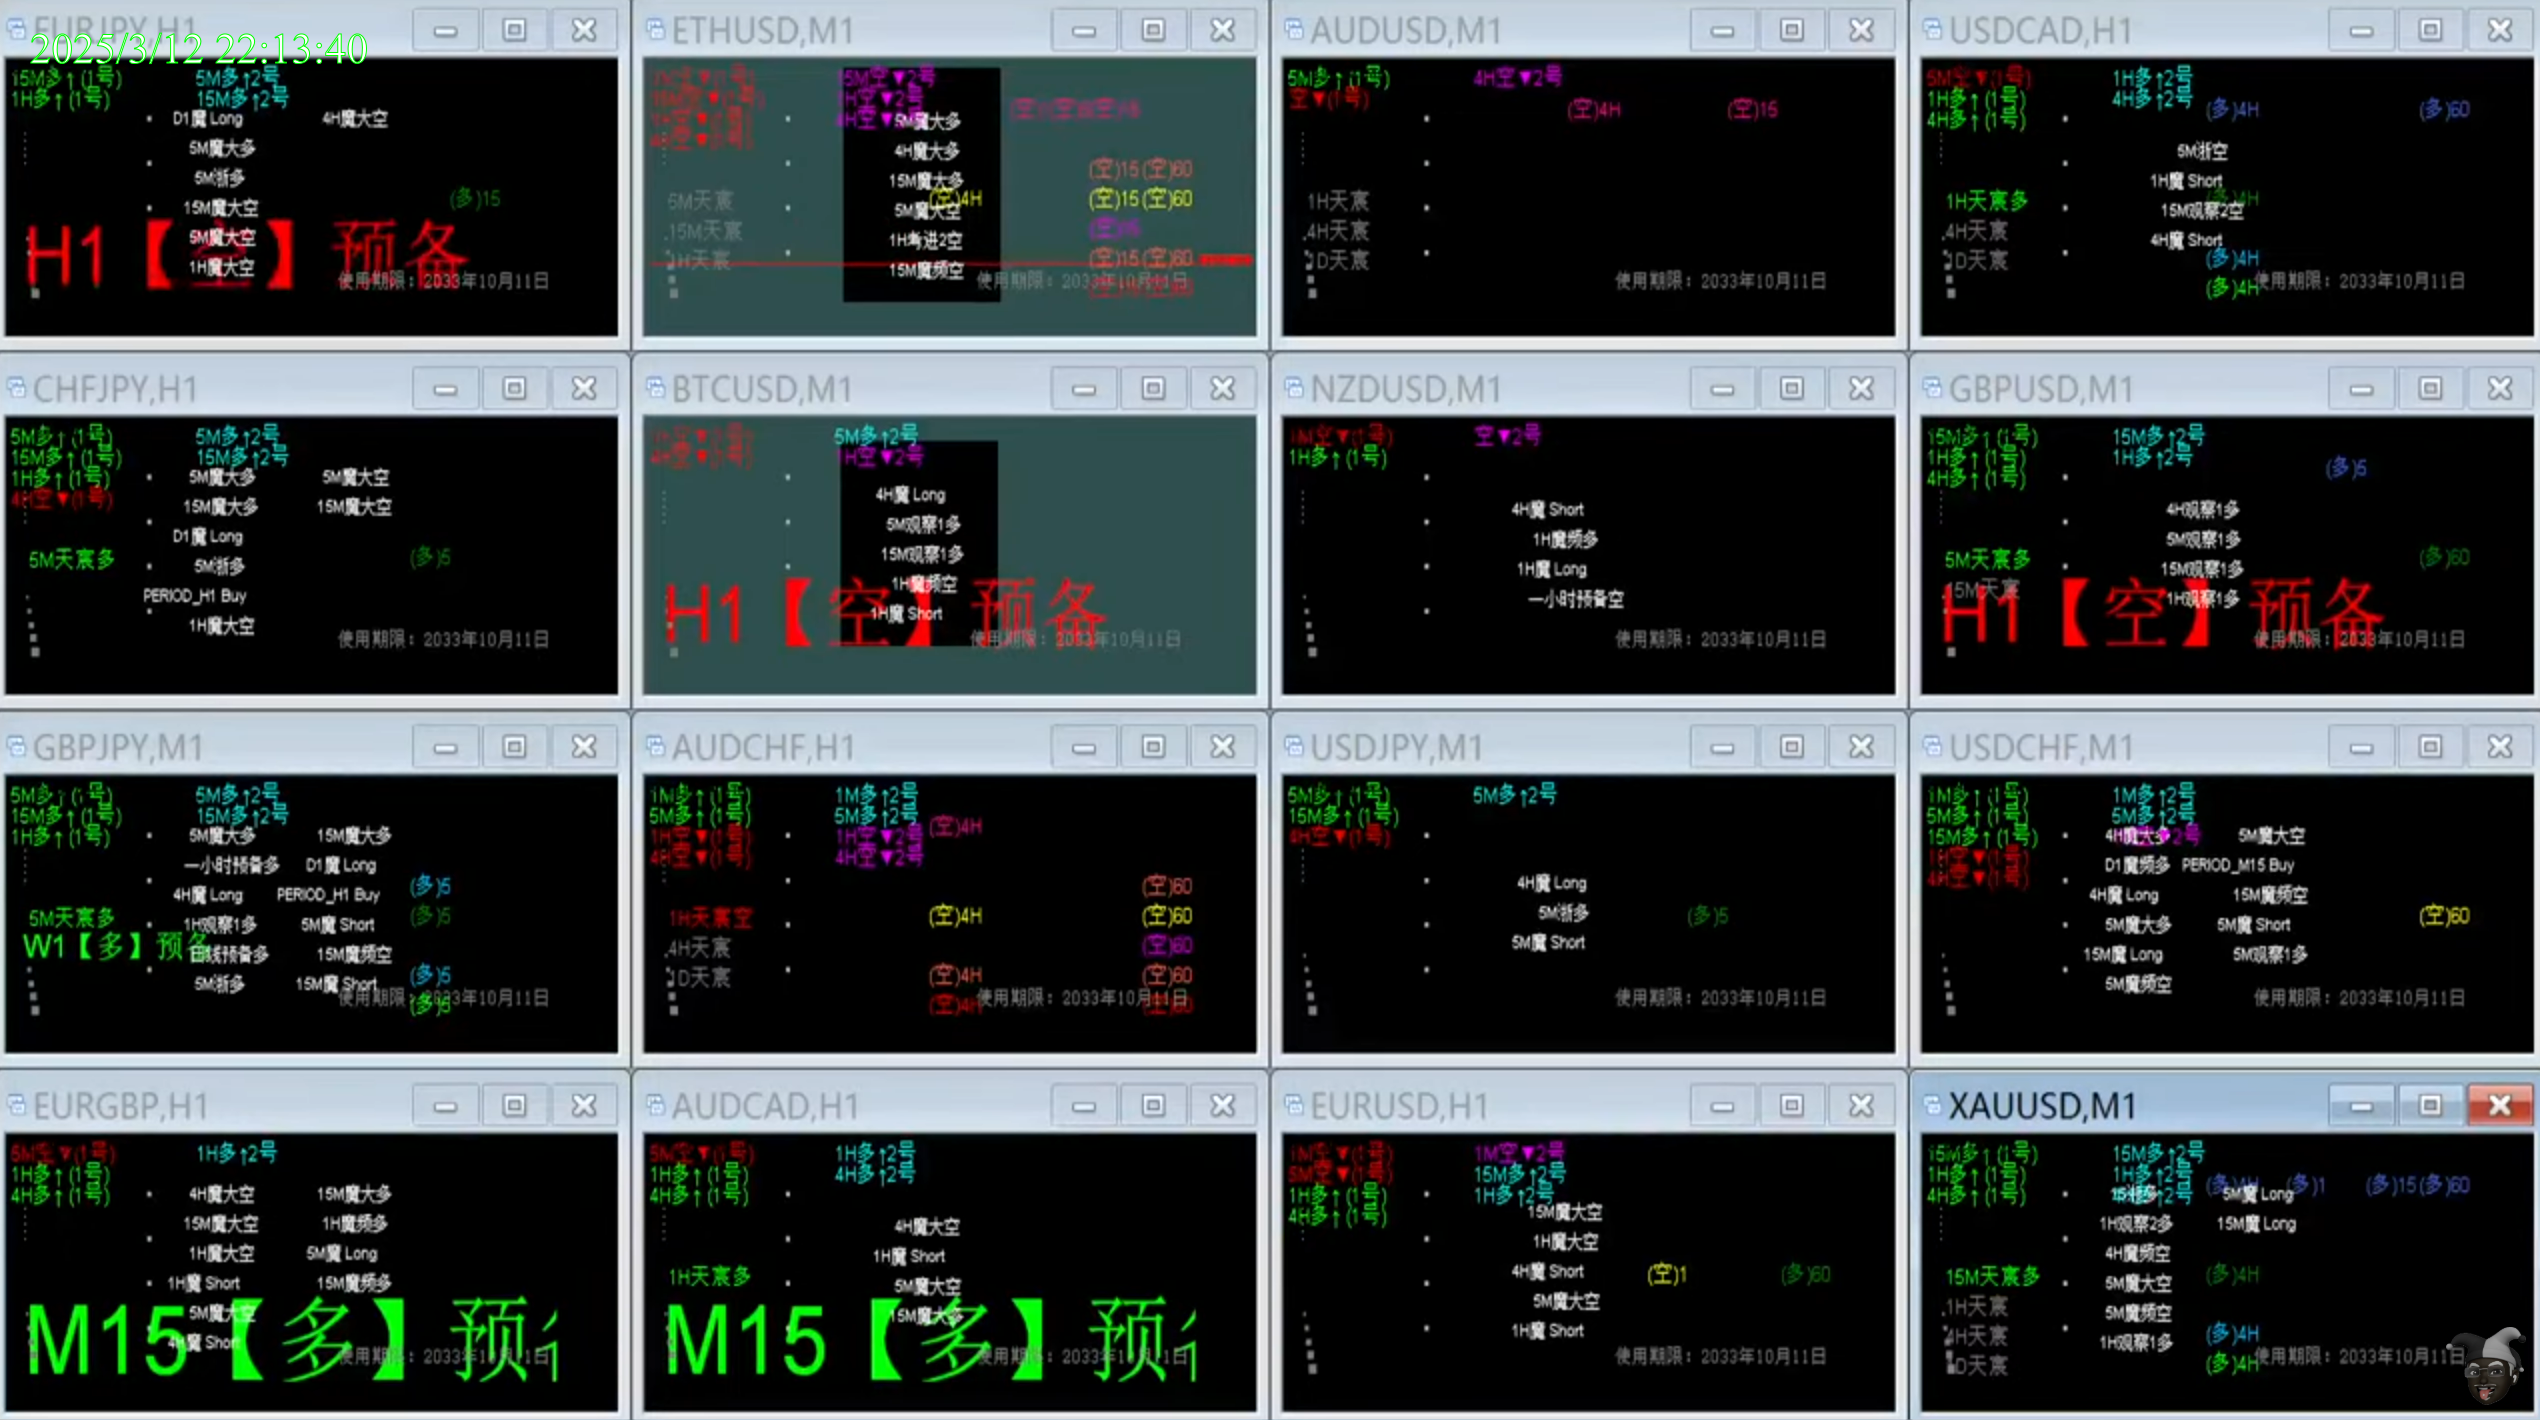 EURJPY,H1
2025/3/12 22:13:40
15M多↑(1号) 5M多↑2号
1H多↑(1号) 15M多↑2号
D1魔 Long 4H魔大空
5M魔大多
5M浙多
(多)15
15M魔大空
5M魔大空
H1【空】预备
1H魔大空
使用期限：2033年10月11日
ETHUSD,M1
15M空▼2号
1H空▼2号
4H空▼2号
5M魔大多
4H魔大多
(空)15(空)60
15M魔大多
5M天宸 (空)4H (空)15(空)60
5M魔大空
15M天宸
1H考进2空
1H天宸 (空)15(空)60
15M魔频空
使用期限：2033年10月11日
AUDUSD,M1
5M多↑(1号) 4H空▼2号
空▼(1号)
(空)4H (空)15
1H天宸
4H天宸
1D天宸
使用期限：2033年10月11日
USDCAD,H1
5M空▼(1号) 1H多↑2号
1H多↑(1号) 4H多↑2号
4H多↑(1号) (多)4H (多)60
5M浙空
1H魔 Short
1H天宸多 (多)4H
15M观察2空
4H天宸
4H魔 Short
1D天宸 (多)4H
(多)4H
使用期限：2033年10月11日
CHFJPY,H1
5M多↑(1号) 5M多↑2号
15M多↑(1号) 15M多↑2号
1H多↑(1号) 5M魔大多 5M魔大空
4H空▼(1号)
15M魔大多 15M魔大空
D1魔 Long
5M天宸多 5M浙多 (多)5
PERIOD_H1 Buy
1H魔大空
使用期限：2033年10月11日
BTCUSD,M1
5M多↑2号
4H空▼(1号) 1H空▼2号
4H魔 Long
5M观察1多
15M观察1多
1H魔频空
H1【空】预备
1H魔 Short
使用期限：2033年10月11日
NZDUSD,M1
1M空▼(1号) 空▼2号
1H多↑(1号)
4H魔 Short
1H魔频多
1H魔 Long
一小时预备空
使用期限：2033年10月11日
GBPUSD,M1
15M多↑(1号) 15M多↑2号
1H多↑(1号) 1H多↑2号
4H多↑(1号) (多)5
4H观察1多
5M观察1多
5M天宸多 15M观察1多 (多)60
15M天宸
1H观察1多
H1【空】预备
使用期限：2033年10月11日
GBPJPY,M1
5M多↑(1号) 5M多↑2号
15M多↑(1号) 15M多↑2号
1H多↑(1号) 5M魔大多 15M魔大多
一小时预备多 D1魔 Long
4H魔 Long PERIOD_H1 Buy (多)5
5M天宸多 1H观察1多 5M魔 Short (多)5
W1【多】预备
日线预备多 15M魔频空
5M浙多 15M魔 Short (多)5
(多)5
使用期限：2033年10月11日
AUDCHF,H1
1M多↑(1号) 1M多↑2号
5M多↑(1号) 5M多↑2号
1H空▼(1号) 1H空▼2号 (空)4H
4H空▼(1号) 4H空▼2号
(空)60
1H天宸空 (空)4H (空)60
4H天宸 (空)60
1D天宸 (空)4H (空)60
(空)4H (空)60
使用期限：2033年10月11日
USDJPY,M1
5M多↑(1号) 5M多↑2号
15M多↑(1号)
4H空▼(1号)
4H魔 Long
5M浙多 (多)5
5M魔 Short
使用期限：2033年10月11日
USDCHF,M1
1M多↑(1号) 1M多↑2号
5M多↑(1号) 5M多↑2号
15M多↑(1号) 4H魔大多 5M魔大空
1H空▼(1号)
4H空▼(1号) D1魔频多 PERIOD_M15 Buy
4H魔 Long 15M魔频空
5M魔大多 5M魔 Short (空)60
15M魔 Long 5M观察1多
5M魔频空
使用期限：2033年10月11日
EURGBP,H1
5M空▼(1号) 1H多↑2号
1H多↑(1号)
4H多↑(1号) 4H魔大空 15M魔大多
15M魔大空 1H魔频多
1H魔大空 5M魔 Long
1H魔 Short 15M魔频多
5M魔大空
M15【多】预
4H魔 Short
AUDCAD,H1
5M空▼(1号) 1H多↑2号
1H多↑(1号) 4H多↑2号
4H多↑(1号)
4H魔大空
1H魔 Short
1H天宸多 5M魔大空
15M魔大多
M15【多】预
EURUSD,H1
1M空▼(1号) 1M空▼2号
5M空▼(1号) 15M多↑2号
1H多↑(1号) 1H多↑2号
4H多↑(1号) 15M魔大空
1H魔大空
4H魔 Short (空)1 (多)60
5M魔大空
1H魔 Short
使用期限：2033年10月11日
XAUUSD,M1
15M多↑(1号) 15M多↑2号
1H多↑(1号) 1H多↑2号 (多)4H (多)1 (多)15(多)60
4H多↑(1号) 5M魔 Long
1H观察2多 15M魔 Long
4H魔频空
15M天宸多 5M魔大空 (多)4H
1H天宸 5M魔频空
4H天宸 1H观察1多 (多)4H
1D天宸 (多)4H
使用期限：2033年10月11日